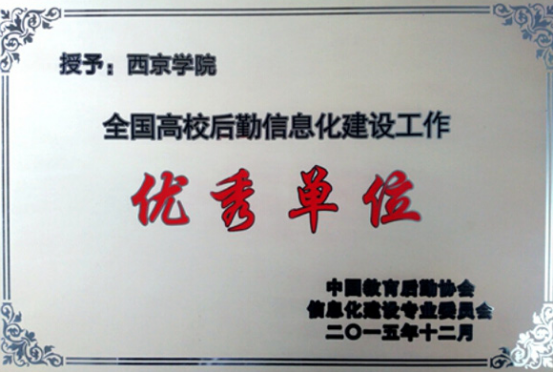 授予：西京学院
全国高校后勤信息化建设工作
优秀单位
中国教育后勤协会
信息化建设专业委员会
二〇一五年十二月